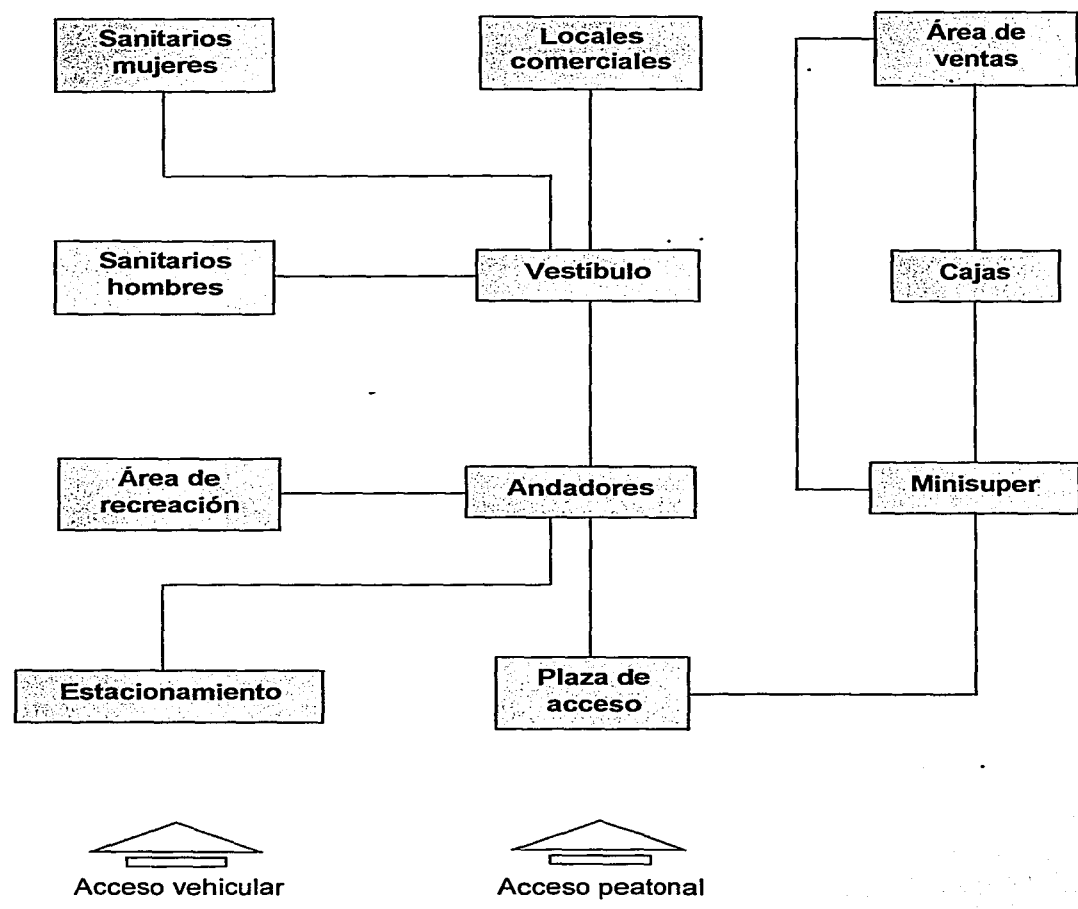 Sanitarios
mujeres
Locales
comerciales
Área de
ventas
Sanitarios
hombres
Vestíbulo
Cajas
Área de
recreación
Andadores
Minisuper
Estacionamiento
Plaza de
acceso
Acceso vehicular
Acceso peatonal